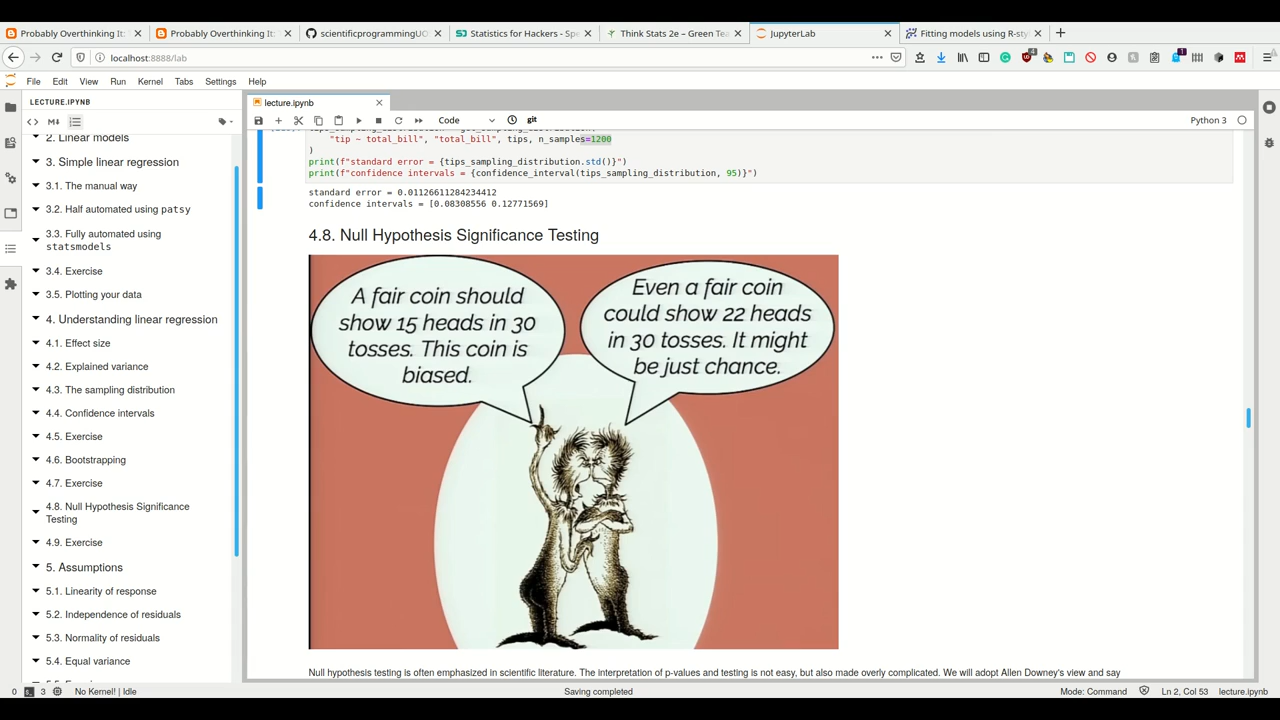 Probably Overthinking It:
Probably Overthinking It:
scientificprogrammingUO
Statistics for Hackers - Sp
Think Stats 2e – Green Te
JupyterLab
Fitting models using R-sty
localhost:8888/lab
File Edit View Run Kernel Tabs Settings Help
LECTURE.IPYNB
2. Linear models
3. Simple linear regression
3.1. The manual way
3.2. Half automated using patsy
3.3. Fully automated using
statsmodels
3.4. Exercise
3.5. Plotting your data
4. Understanding linear regression
4.1. Effect size
4.2. Explained variance
4.3. The sampling distribution
4.4. Confidence intervals
4.5. Exercise
4.6. Bootstrapping
4.7. Exercise
4.8. Null Hypothesis Significance
Testing
4.9. Exercise
5. Assumptions
5.1. Linearity of response
5.2. Independence of residuals
5.3. Normality of residuals
5.4. Equal variance
lecture.ipynb
Code
git
Python 3
"tip ~ total_bill", "total_bill", tips, n_samples=1200
)
print(f"standard error = {tips_sampling_distribution.std()}")
print(f"confidence intervals = {confidence_interval(tips_sampling_distribution, 95)}")
standard error = 0.01126611284234412
confidence intervals = [0.08308556 0.12771569]
4.8. Null Hypothesis Significance Testing
A fair coin should
show 15 heads in 30
tosses. This coin is
biased.
Even a fair coin
could show 22 heads
in 30 tosses. It might
be just chance.
Null hypothesis testing is often emphasized in scientific literature. The interpretation of p-values and testing is not easy, but also made overly complicated. We will adopt Allen Downey's view and say
0 3 No Kernel! | Idle
Saving completed
Mode: Command
Ln 2, Col 53
lecture.ipynb